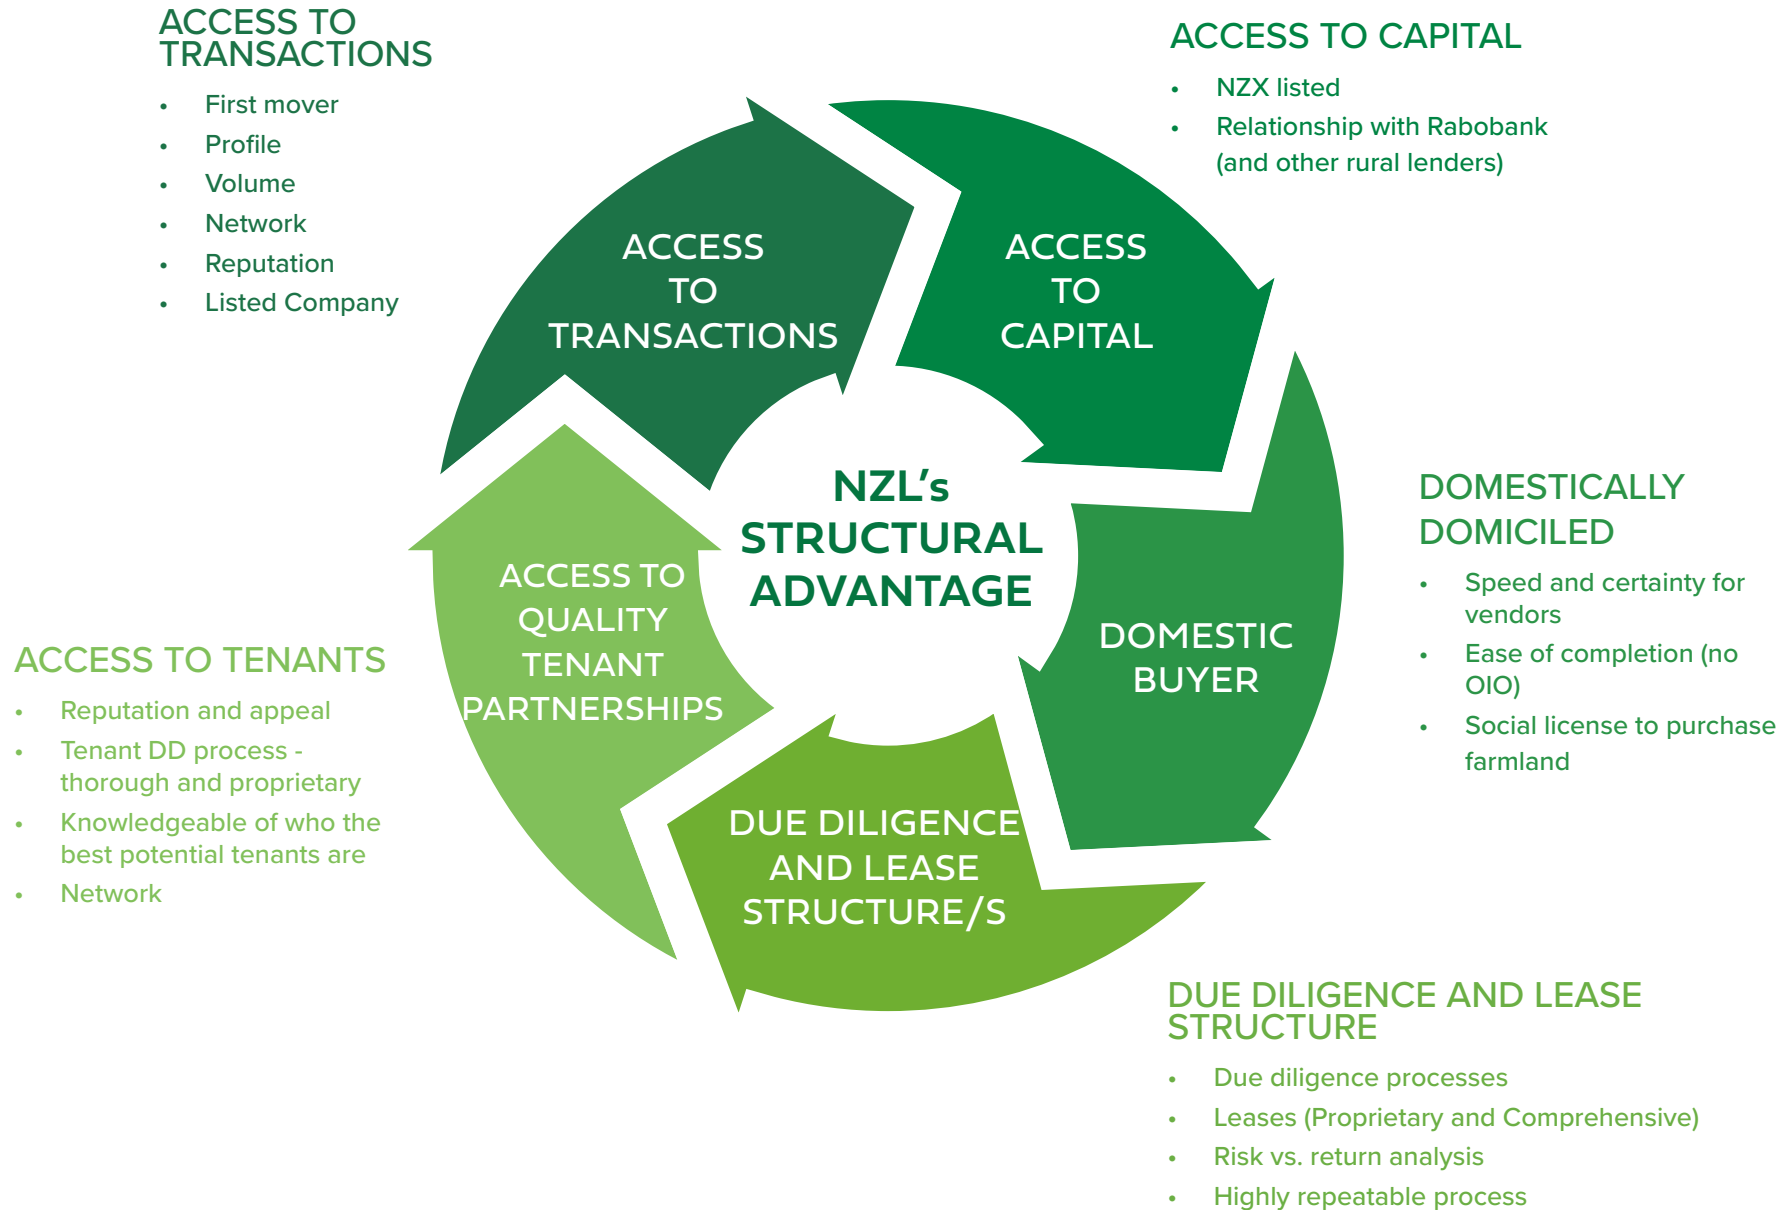 ACCESS TO
TRANSACTIONS
• First mover
• Profile
• Volume
• Network
• Reputation
• Listed Company
ACCESS TO CAPITAL
• NZX listed
• Relationship with Rabobank
(and other rural lenders)
ACCESS
TO
TRANSACTIONS
ACCESS
TO
CAPITAL
NZL's
STRUCTURAL
ADVANTAGE
DOMESTIC
BUYER
DUE DILIGENCE
AND LEASE
STRUCTURE/S
ACCESS TO
QUALITY
TENANT
PARTNERSHIPS
DOMESTICALLY
DOMICILED
• Speed and certainty for
vendors
• Ease of completion (no
OIO)
• Social license to purchase
farmland
ACCESS TO TENANTS
• Reputation and appeal
• Tenant DD process -
thorough and proprietary
• Knowledgeable of who the
best potential tenants are
• Network
DUE DILIGENCE AND LEASE
STRUCTURE
• Due diligence processes
• Leases (Proprietary and Comprehensive)
• Risk vs. return analysis
• Highly repeatable process